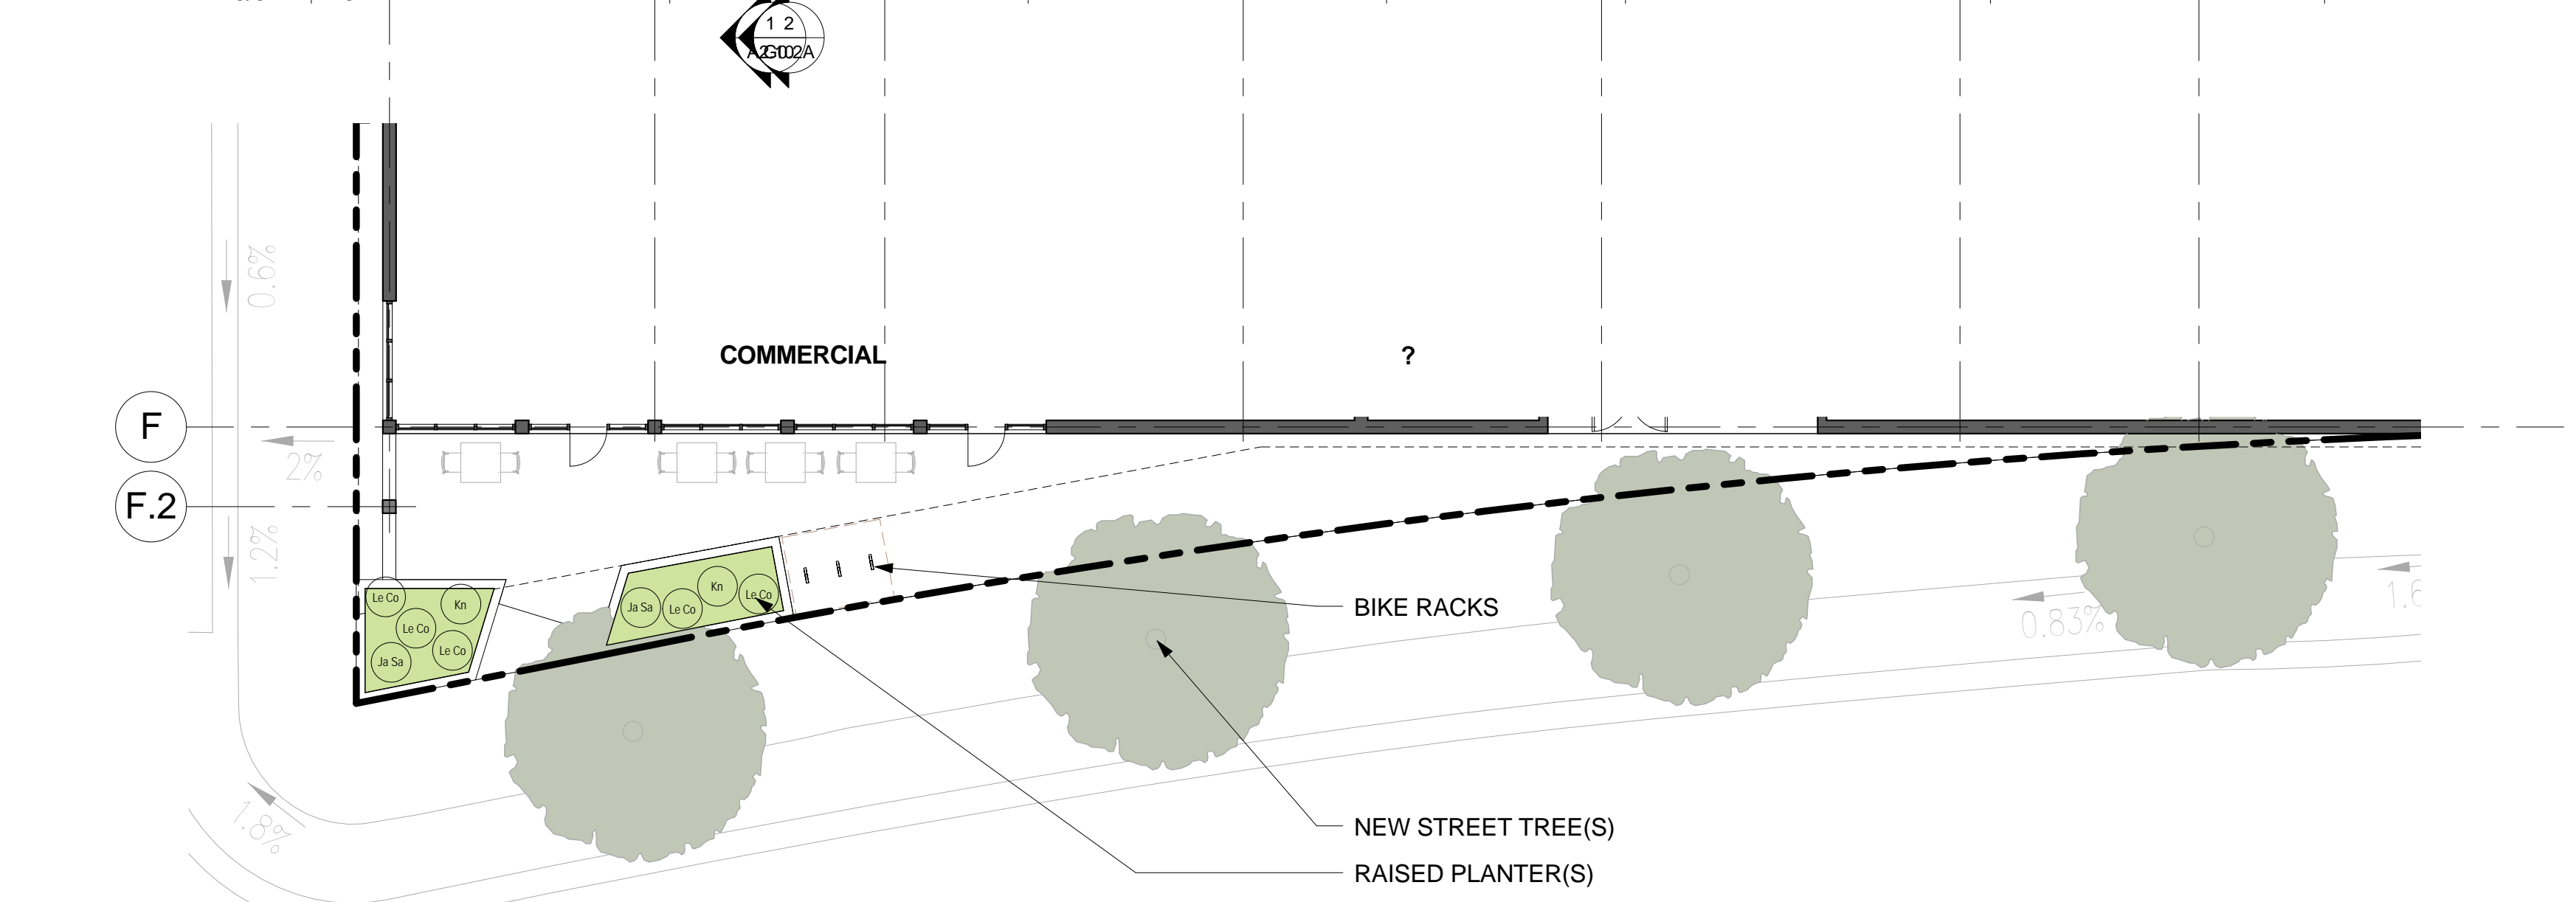 1 2
0.6%
COMMERCIAL ?
F
2%
F.2
1.2%
Le Co
Kn
Le Co
Le Co
Ja Sa
Kn
Le Co
Ja Sa
Le Co
BIKE RACKS
0.83%
1.8%
NEW STREET TREE(S)
RAISED PLANTER(S)